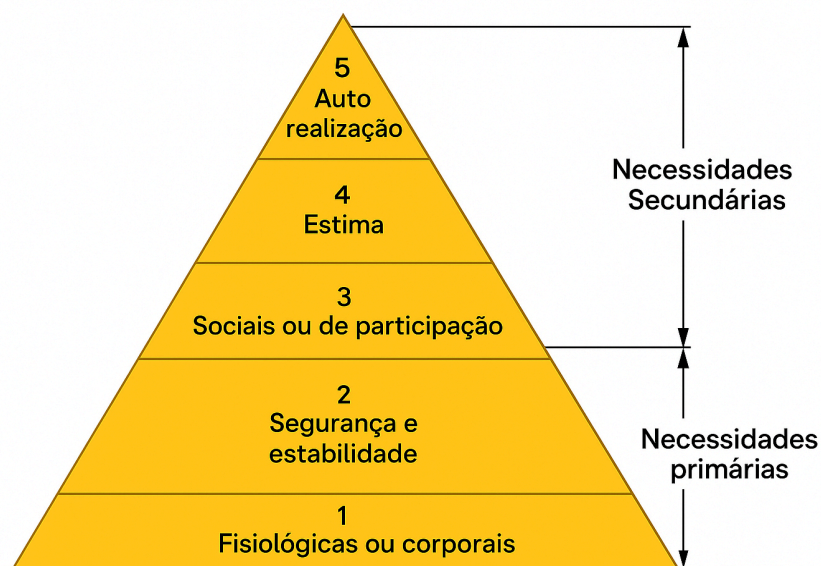 5
Auto
realização
4
Estima
3
Sociais ou de participação
2
Segurança e
estabilidade
1
Fisiológicas ou corporais
Necessidades
Secundárias
Necessidades
primárias